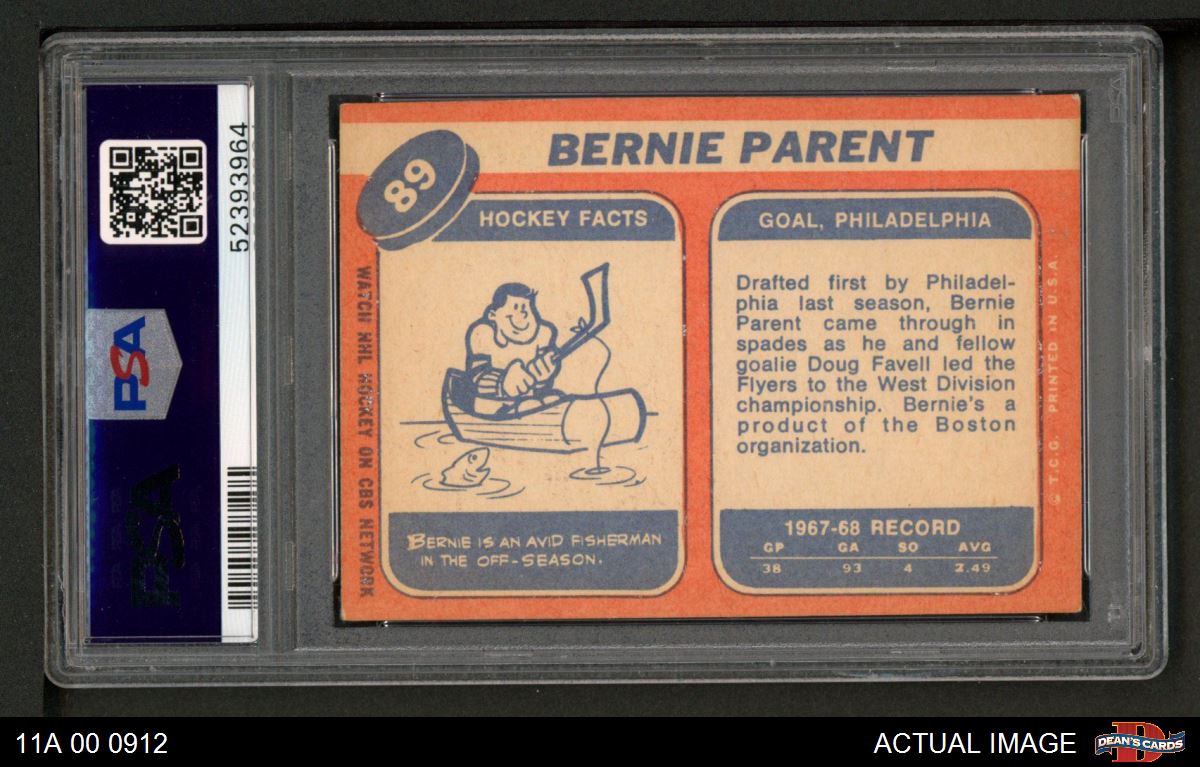 52393964
PSA
PSA
89
BERNIE PARENT
HOCKEY FACTS
WATCH NHL HOCKEY ON CBS NETWORK
BERNIE IS AN AVID FISHERMAN
IN THE OFF-SEASON.
GOAL, PHILADELPHIA
Drafted first by Philadel-
phia last season, Bernie
Parent came through in
spades as he and fellow
goalie Doug Favell led the
Flyers to the West Division
championship. Bernie's a
product of the Boston
organization.
1967-68 RECORD
GP GA SO AVG
38 93 4 2.49
© T.C.G. PRINTED IN U.S.A.
11A 00 0912
ACTUAL IMAGE
D
DEAN'S CARDS